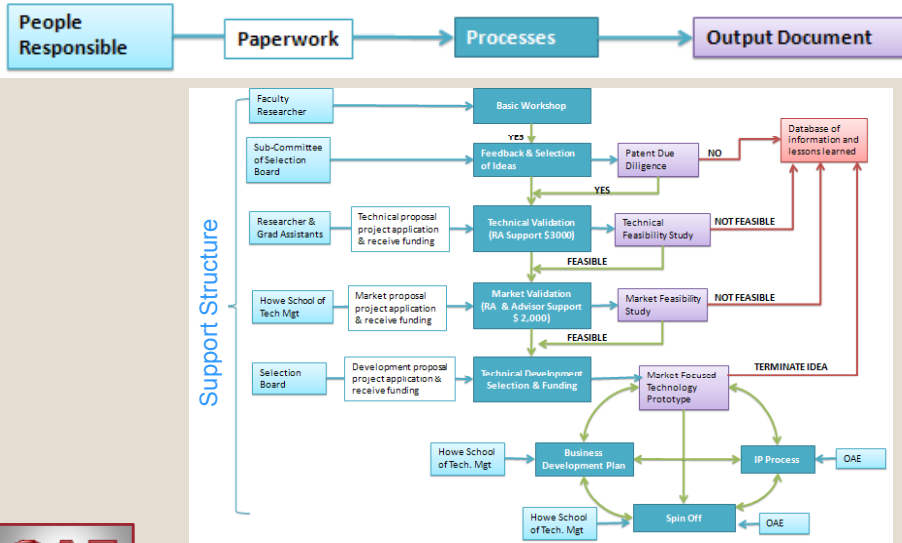 People
Responsible
Paperwork
Processes
Output Document
Support Structure
Faculty
Researcher
Basic Workshop
YES
Sub-Committee
of Selection
Board
Feedback & Selection
of Ideas
Patent Due
Diligence
NO
Database of
information and
lessons learned
YES
Researcher &
Grad Assistants
Technical proposal
project application
& receive funding
Technical Validation
(RA Support $3000)
Technical
Feasibility Study
NOT FEASIBLE
FEASIBLE
Howe School of
Tech Mgt
Market proposal
project application
& receive funding
Market Validation
(RA & Advisor Support
$ 2,000)
Market Feasibility
Study
NOT FEASIBLE
FEASIBLE
Selection
Board
Development proposal
project application &
receive funding
Technical Development
Selection & Funding
Market Focused
Technology
Prototype
TERMINATE IDEA
Howe School
of Tech. Mgt
Business
Development Plan
IP Process
OAE
Howe School
of Tech. Mgt
Spin Off
OAE